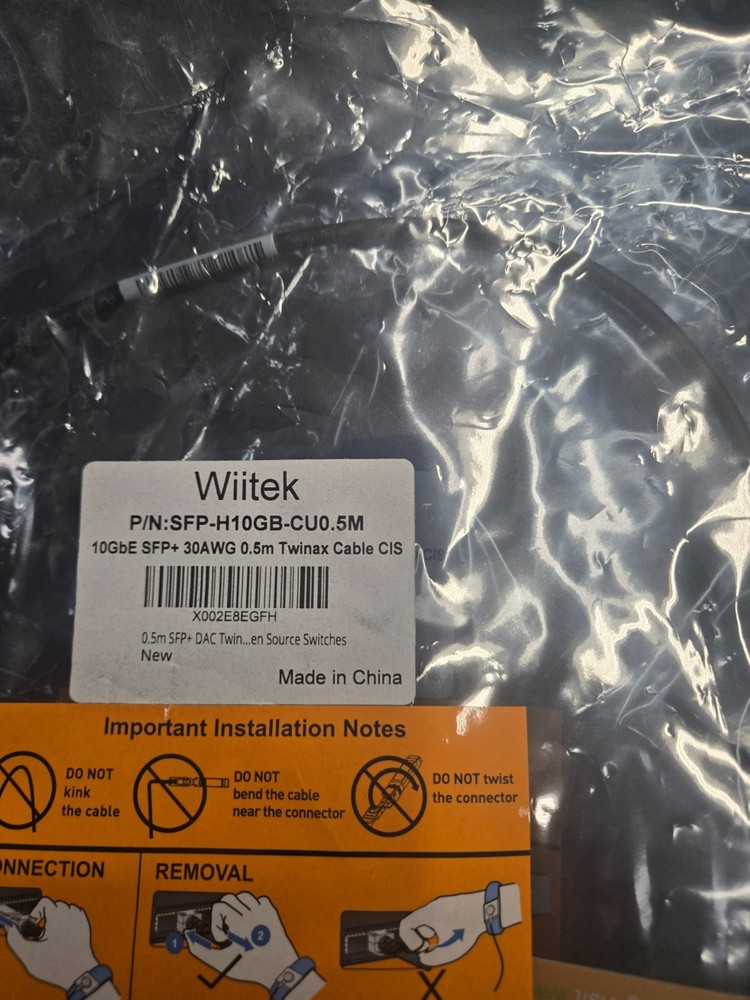 Wiitek
P/N:SFP-H10GB-CU0.5M
10GbE SFP+ 30AWG 0.5m Twinax Cable CIS
X002E8EGFH
0.5m SFP+ DAC Twin...en Source Switches
New
Made in China
Important Installation Notes
DO NOT
kink
the cable
DO NOT
bend the cable
near the connector
DO NOT twist
the connector
ONNECTION
REMOVAL
1
2